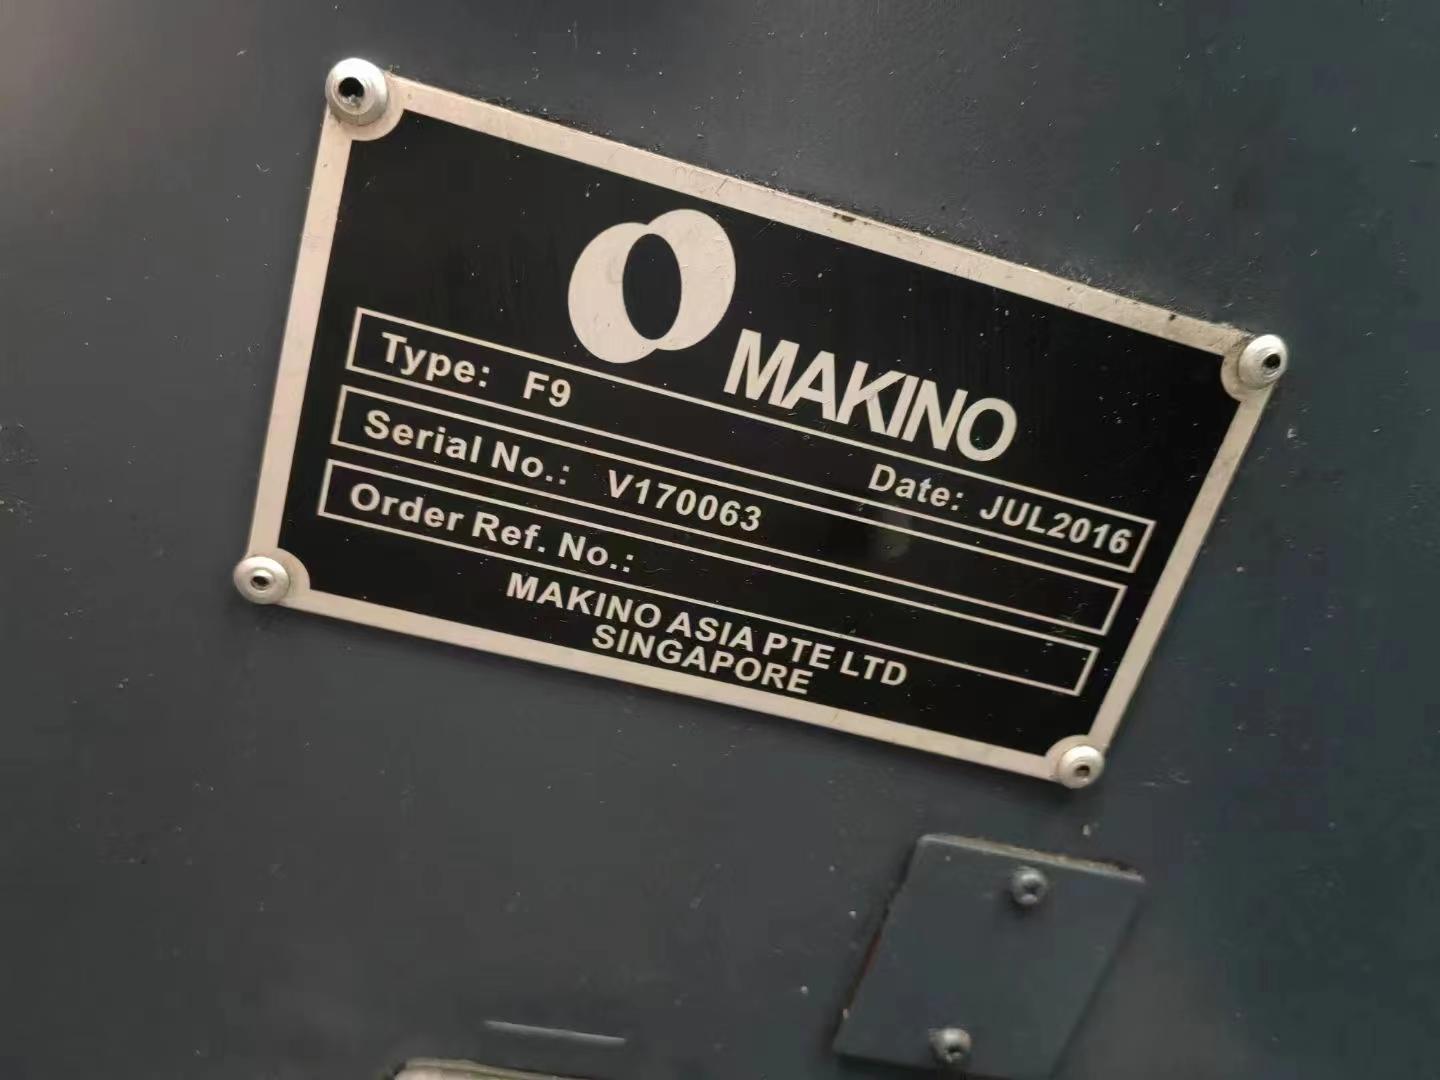 MAKINO
Type: F9 Date: JUL2016
Serial No.: V170063
Order Ref. No.:
MAKINO ASIA PTE LTD
SINGAPORE